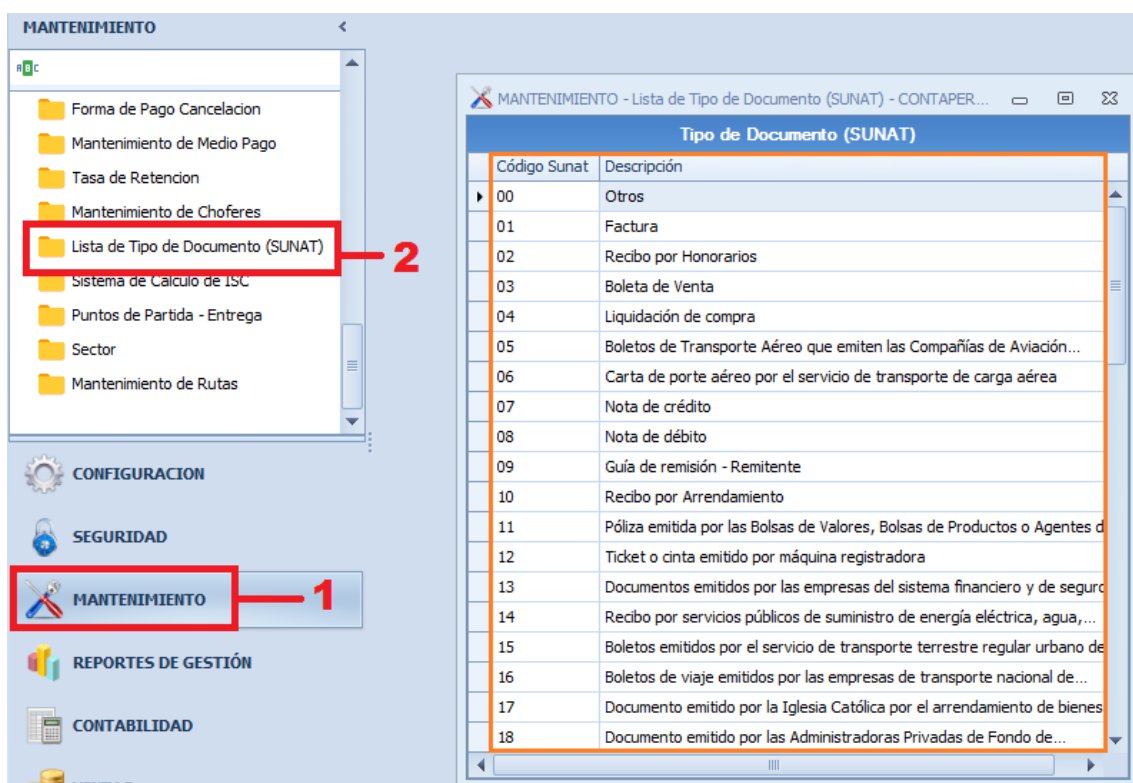 MANTENIMIENTO
ABC
Forma de Pago Cancelacion
Mantenimiento de Medio Pago
Tasa de Retencion
Mantenimiento de Choferes
Lista de Tipo de Documento (SUNAT)
2
Sistema de Calculo de ISC
Puntos de Partida - Entrega
Sector
Mantenimiento de Rutas
CONFIGURACION
SEGURIDAD
MANTENIMIENTO
1
REPORTES DE GESTIÓN
CONTABILIDAD
MANTENIMIENTO - Lista de Tipo de Documento (SUNAT) - CONTAPER...
Tipo de Documento (SUNAT)
Código Sunat Descripción
00 Otros
01 Factura
02 Recibo por Honorarios
03 Boleta de Venta
04 Liquidación de compra
05 Boletos de Transporte Aéreo que emiten las Compañías de Aviación...
06 Carta de porte aéreo por el servicio de transporte de carga aérea
07 Nota de crédito
08 Nota de débito
09 Guía de remisión - Remitente
10 Recibo por Arrendamiento
11 Póliza emitida por las Bolsas de Valores, Bolsas de Productos o Agentes d
12 Ticket o cinta emitido por máquina registradora
13 Documentos emitidos por las empresas del sistema financiero y de seguro
14 Recibo por servicios públicos de suministro de energía eléctrica, agua,...
15 Boletos emitidos por el servicio de transporte terrestre regular urbano de
16 Boletos de viaje emitidos por las empresas de transporte nacional de...
17 Documento emitido por la Iglesia Católica por el arrendamiento de bienes
18 Documento emitido por las Administradoras Privadas de Fondo de...